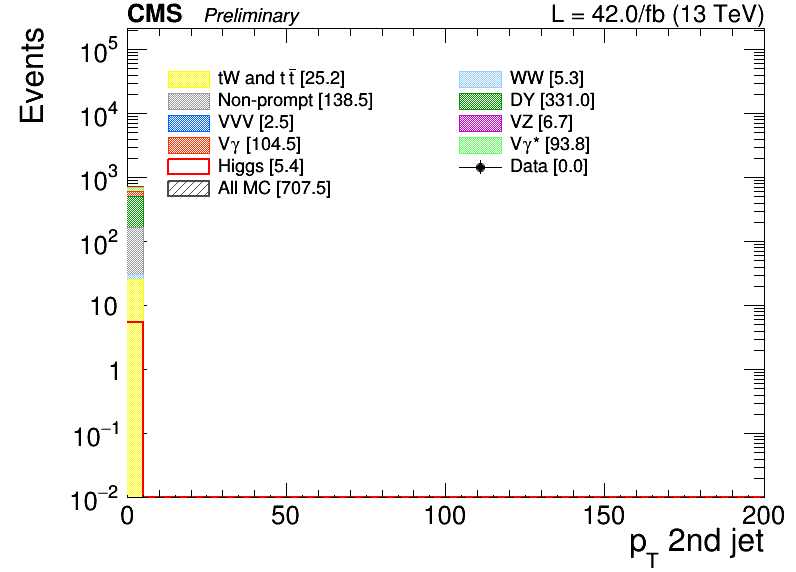 CMS Preliminary L = 42.0/fb (13 TeV)
Events
10⁵
10⁴
10³
10²
10
1
10⁻¹
10⁻²
tW and t t̄ [25.2]
Non-prompt [138.5]
VVV [2.5]
Vγ [104.5]
Higgs [5.4]
All MC [707.5]
WW [5.3]
DY [331.0]
VZ [6.7]
Vγ* [93.8]
Data [0.0]
0 50 100 150 200
p_T 2nd jet